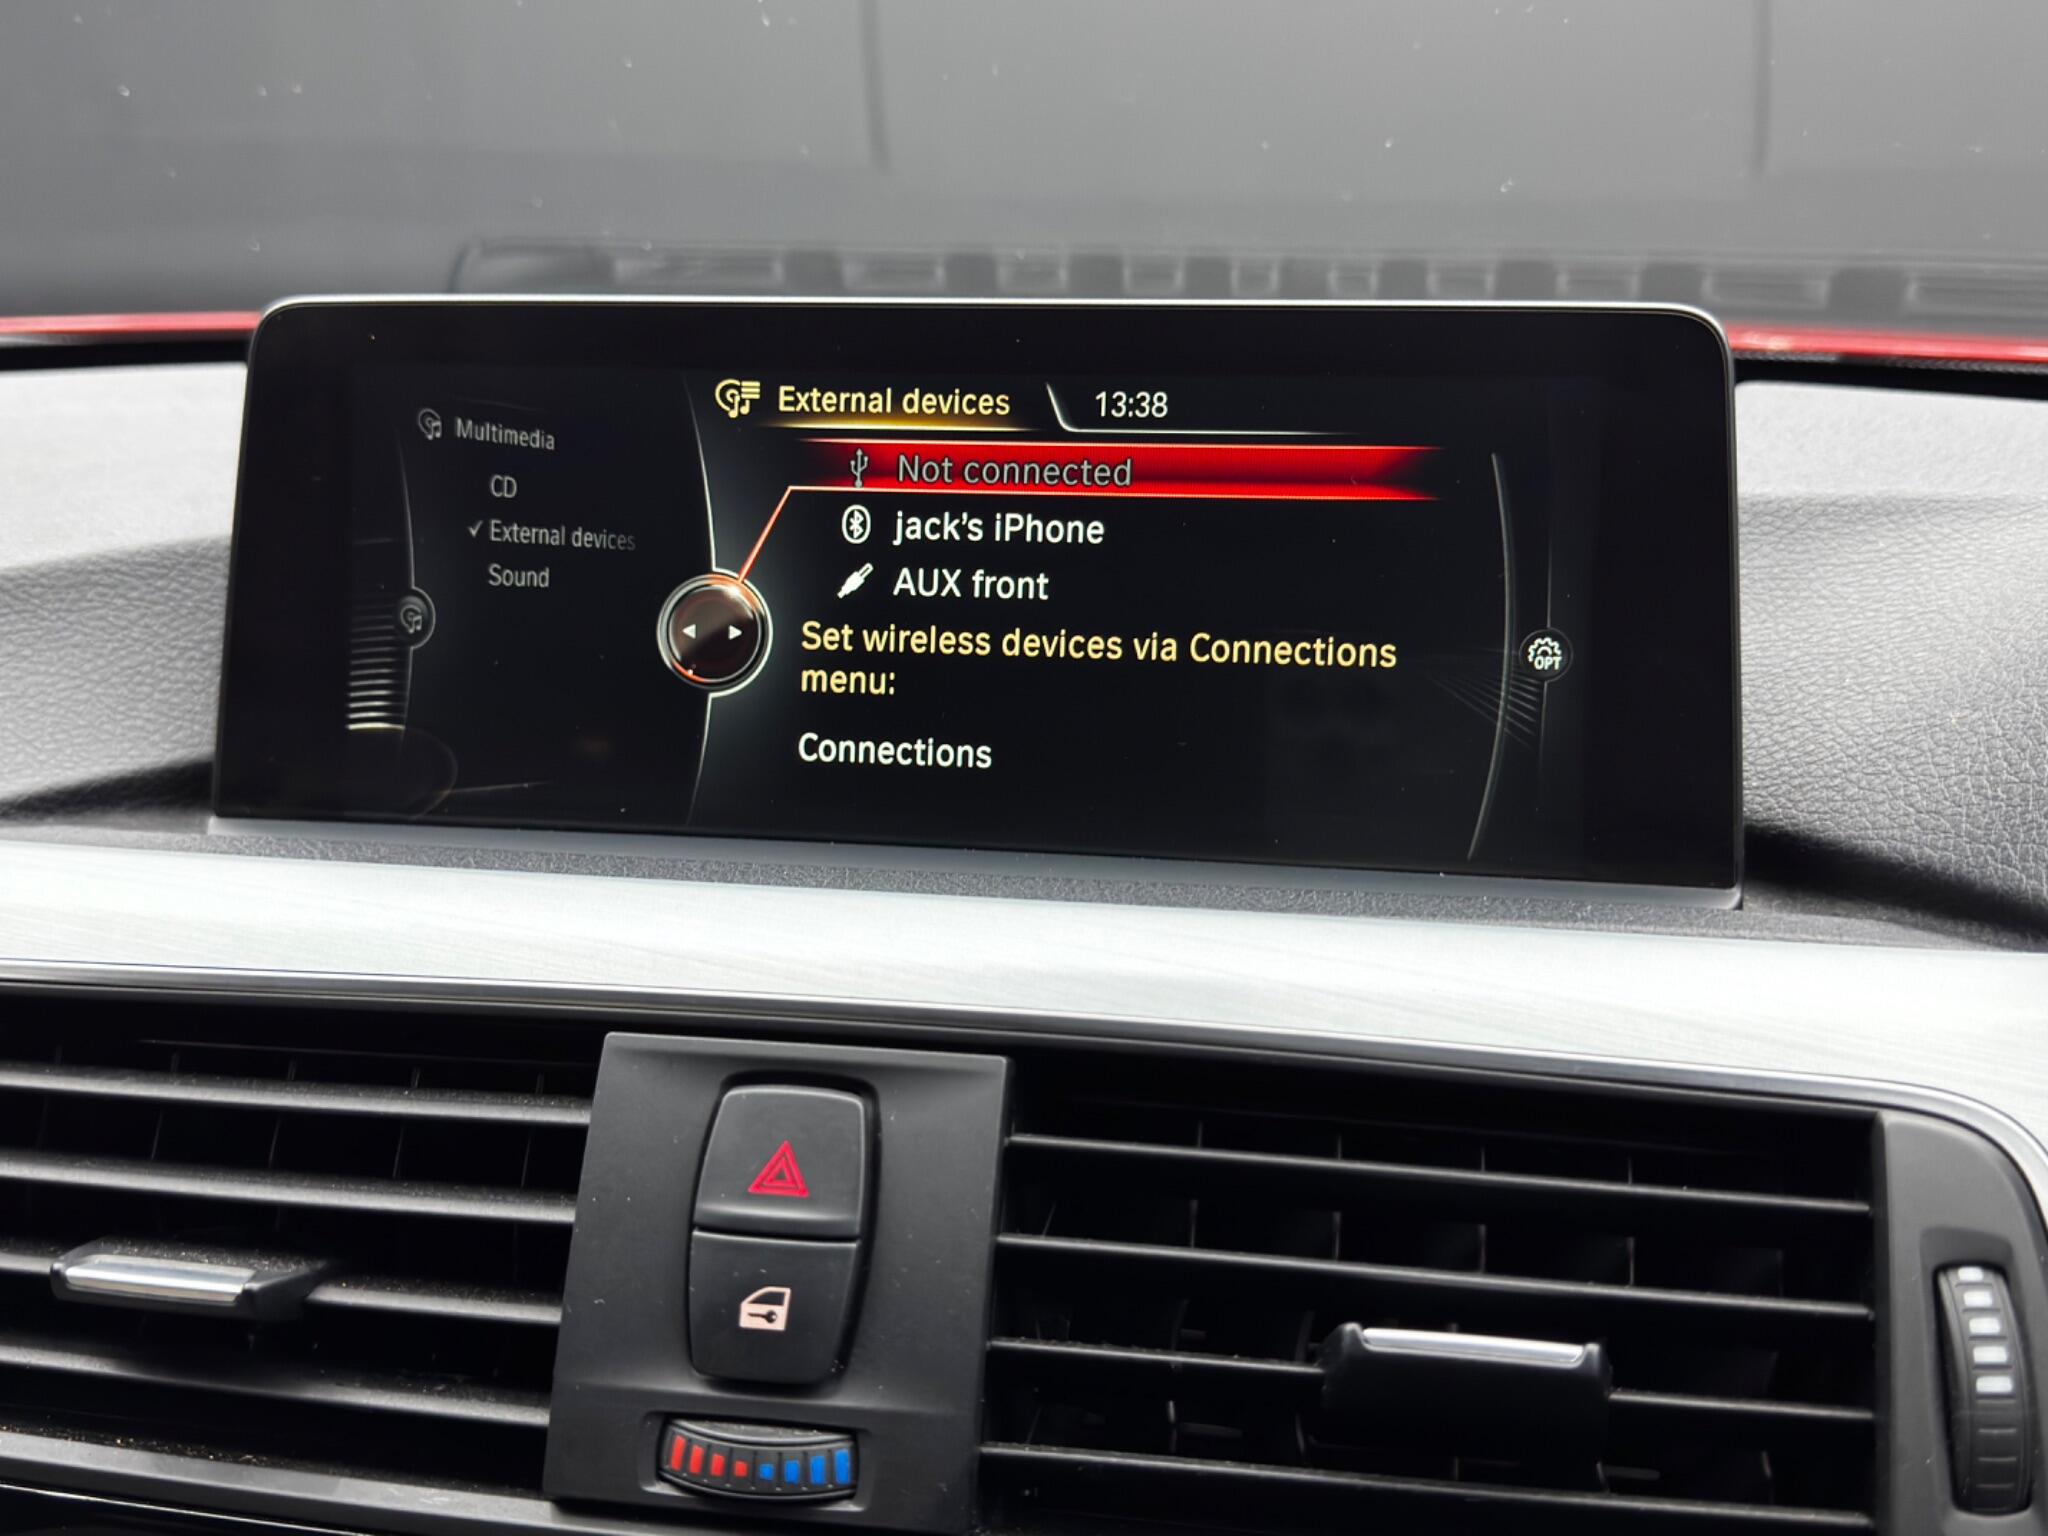 Multimedia
CD
✓ External devices
Sound
External devices 13:38
Not connected
jack's iPhone
AUX front
Set wireless devices via Connections
menu:
Connections
OPT